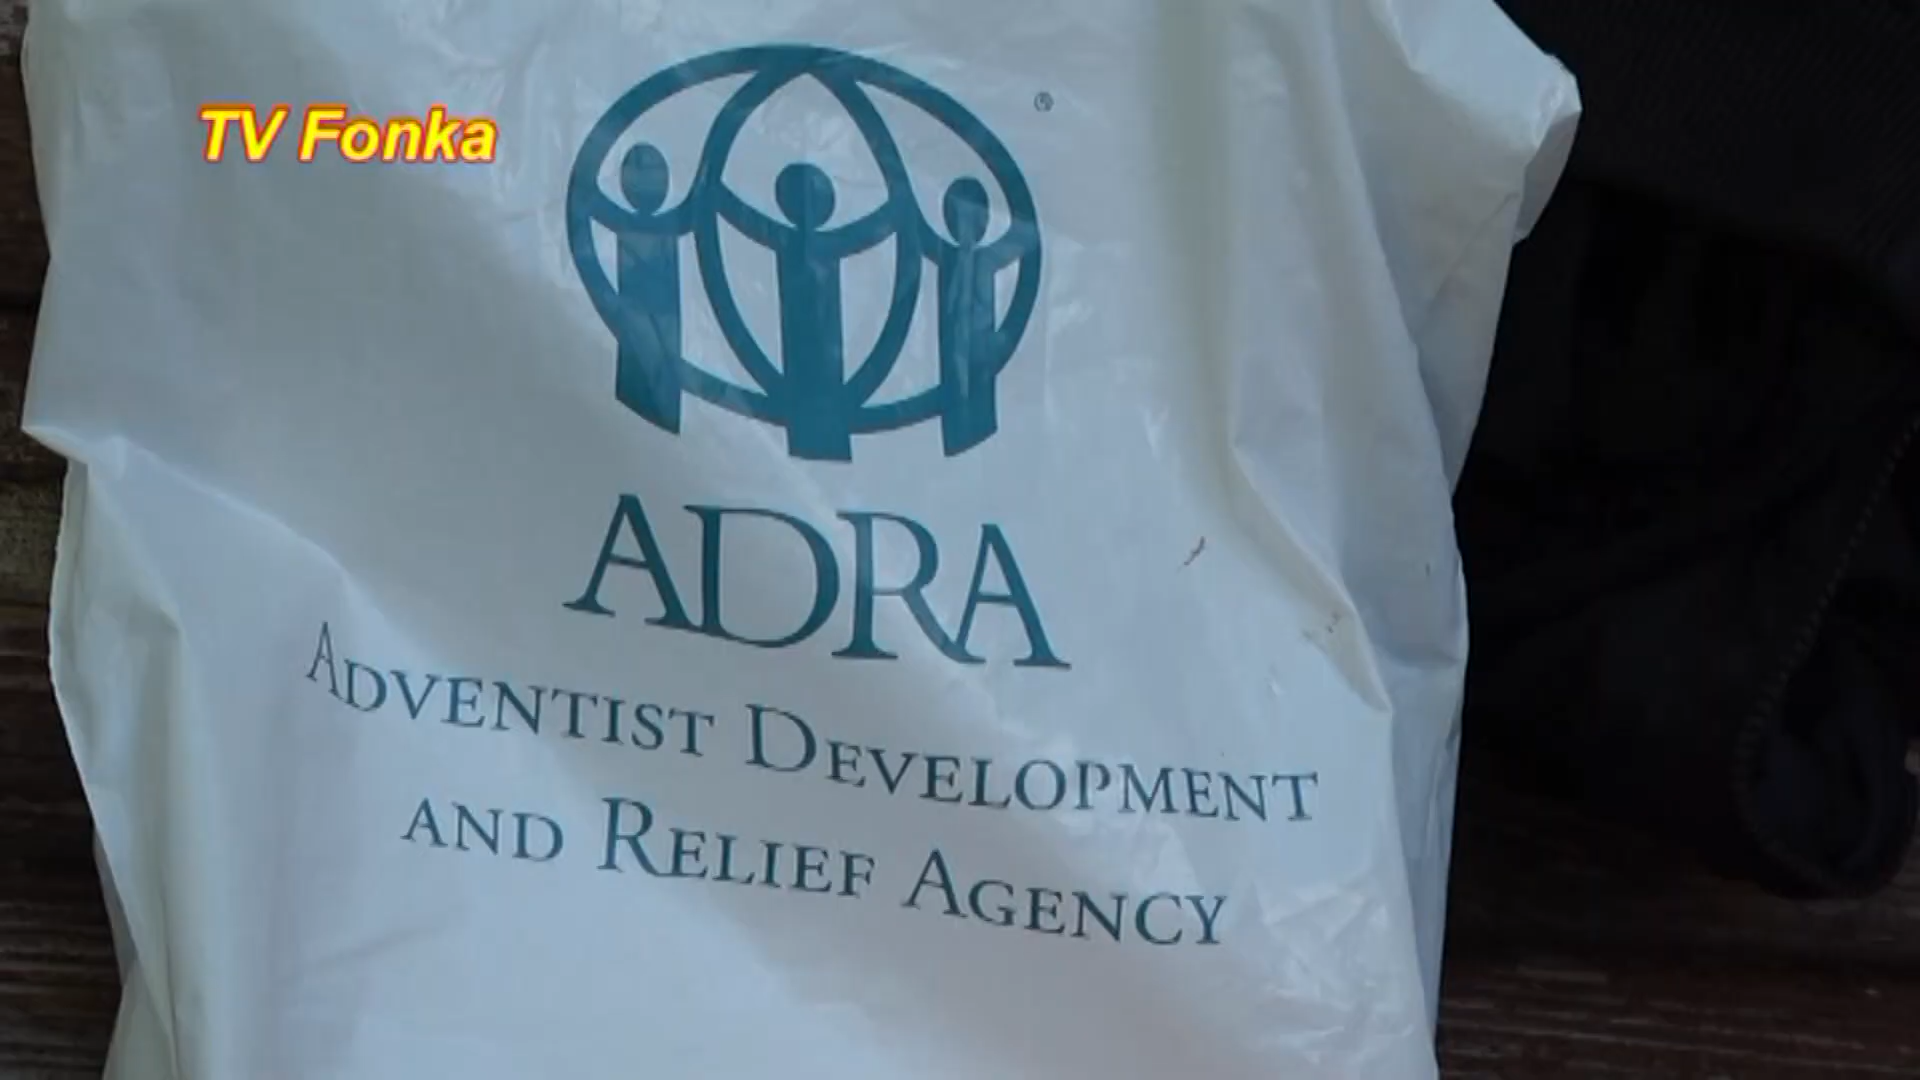 TV Fonka
®
ADRA
ADVENTIST DEVELOPMENT
AND RELIEF AGENCY